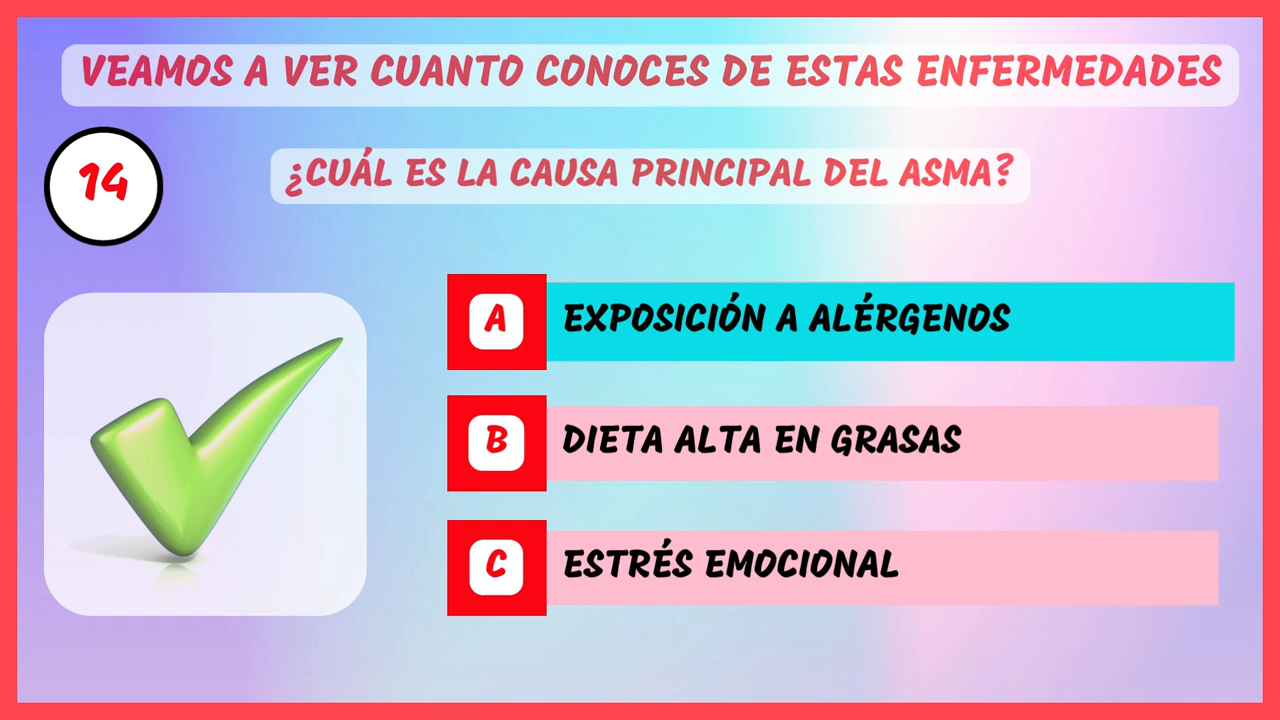 VEAMOS A VER CUANTO CONOCES DE ESTAS ENFERMEDADES
14
¿CUÁL ES LA CAUSA PRINCIPAL DEL ASMA?
A EXPOSICIÓN A ALÉRGENOS
B DIETA ALTA EN GRASAS
C ESTRÉS EMOCIONAL